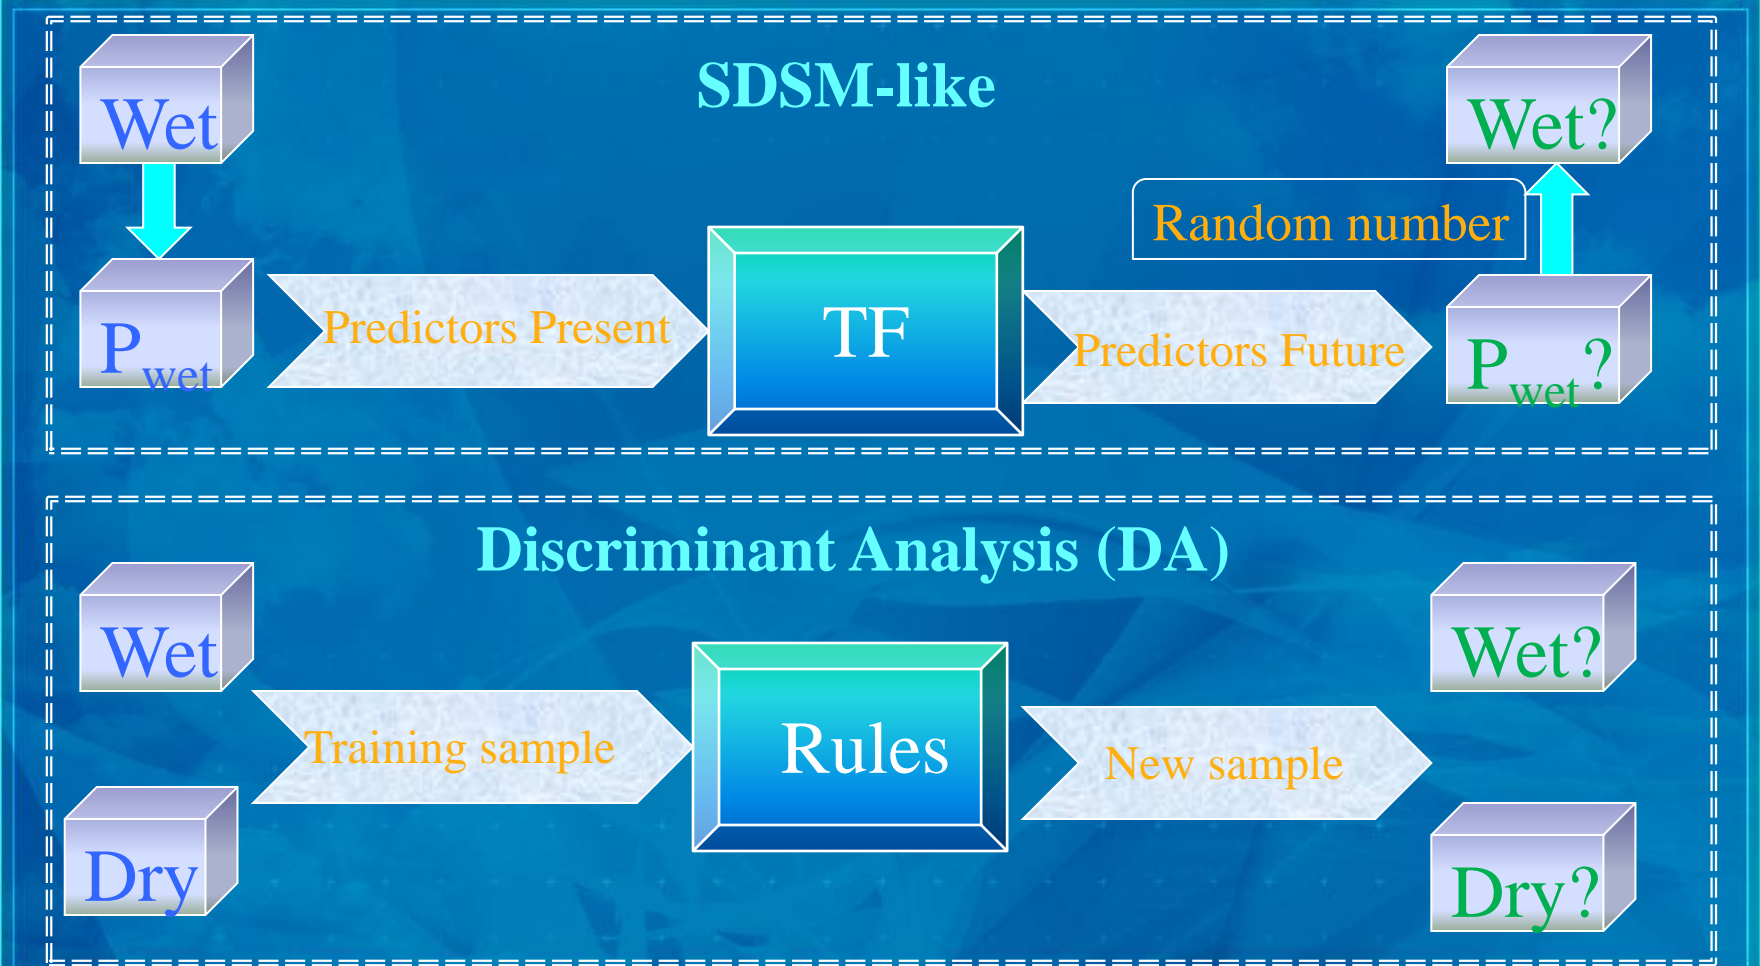 SDSM-like
Wet
Wet?
Random number
Pwet
Predictors Present
TF
Predictors Future
Pwet?
Discriminant Analysis (DA)
Wet
Wet?
Training sample
Rules
New sample
Dry
Dry?